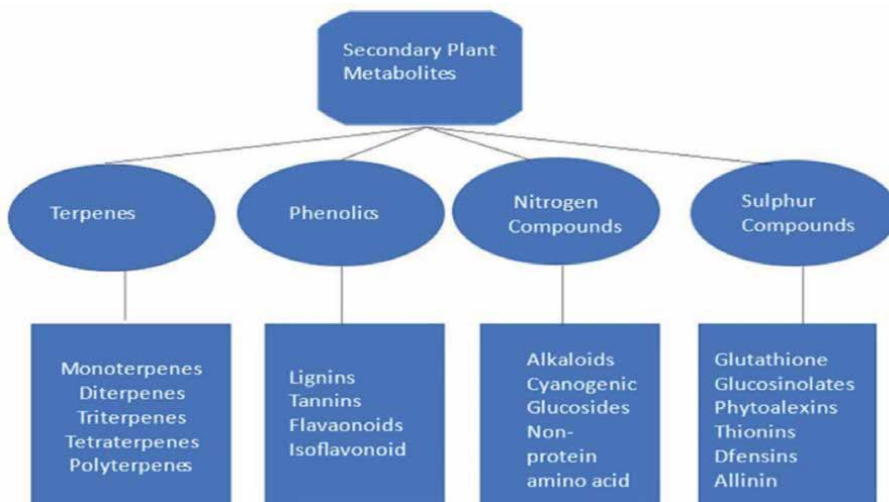 Secondary Plant
Metabolites
Terpenes
Phenolics
Nitrogen
Compounds
Sulphur
Compounds
Monoterpenes
Diterpenes
Triterpenes
Tetraterpenes
Polyterpenes
Lignins
Tannins
Flavaonoids
Isoflavonoid
Alkaloids
Cyanogenic
Glucosides
Non-
protein
amino acid
Glutathione
Glucosinolates
Phytoalexins
Thionins
Dfensins
Allinin